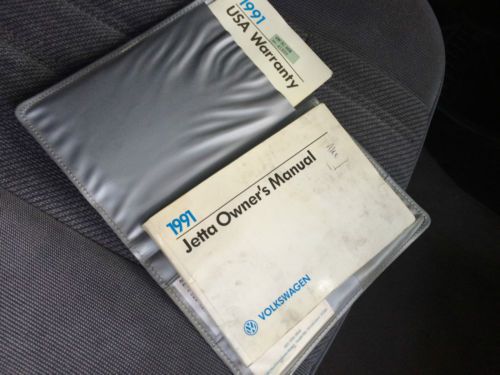 1991
USA Warranty
1991
Jetta Owner's Manual
VOLKSWAGEN